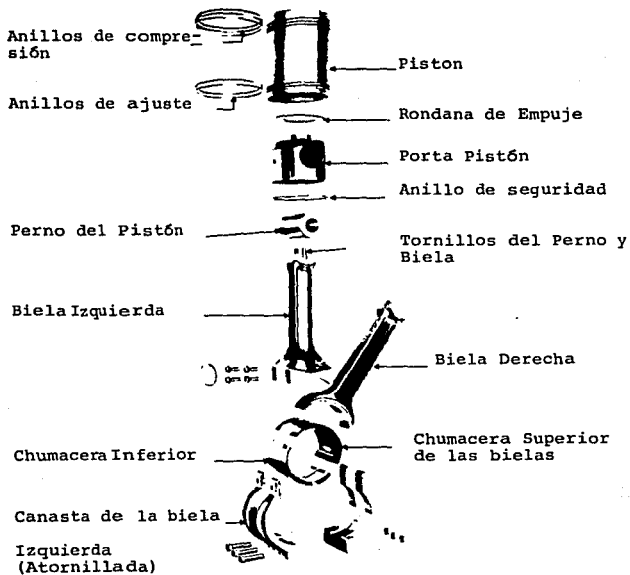 Anillos de compre
sión
Piston
Anillos de ajuste
Rondana de Empuje
Porta Pistón
Anillo de seguridad
Perno del Pistón
Tornillos del Perno y
Biela
Biela Izquierda
Biela Derecha
Chumacera Superior
de las bielas
Chumacera Inferior
Canasta de la biela
Izquierda
(Atornillada)